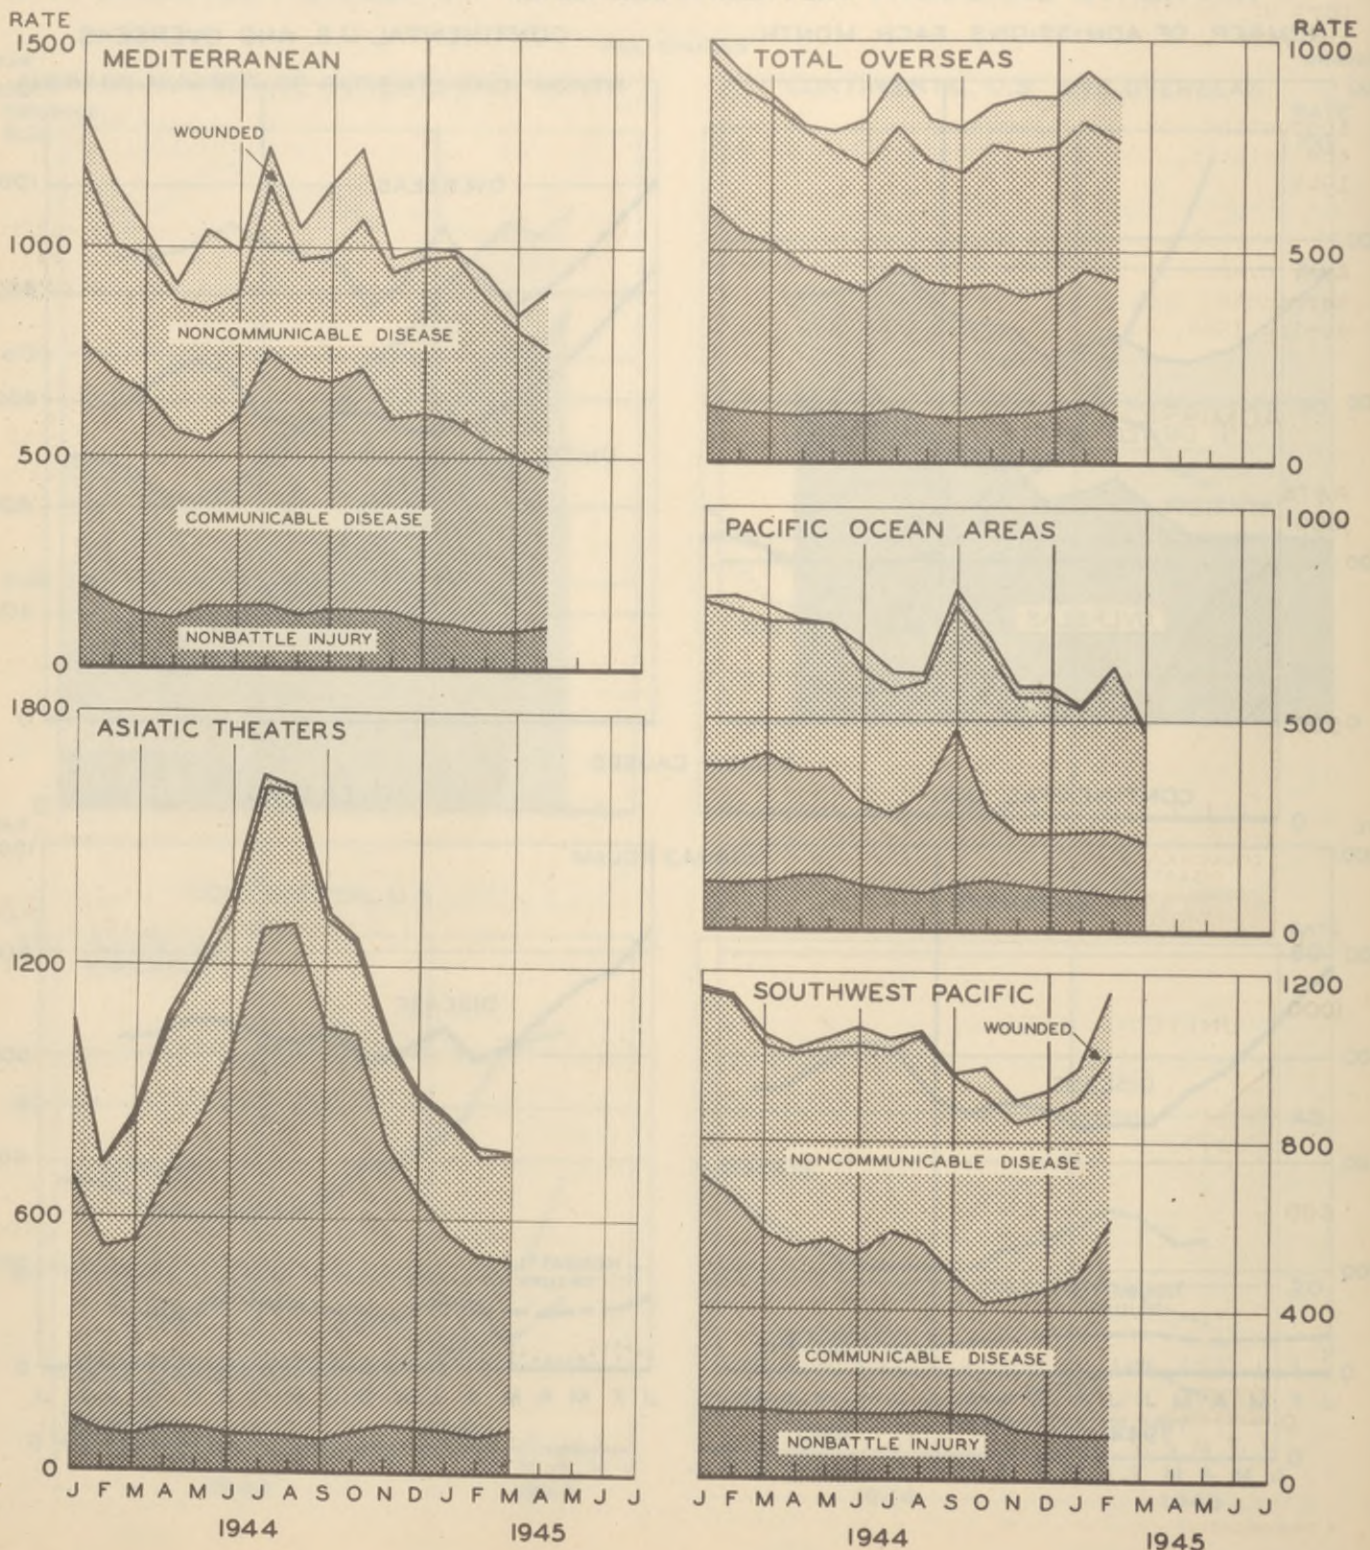 RATE
1500
MEDITERRANEAN
WOUNDED
1000
NONCOMMUNICABLE DISEASE
500
COMMUNICABLE DISEASE
NONBATTLE INJURY
0
RATE
1000
TOTAL OVERSEAS
500
0
PACIFIC OCEAN AREAS
1000
500
0
1800
ASIATIC THEATERS
1200
600
0
J F M A M J J A S O N D J F M A M J J
1944 1945
SOUTHWEST PACIFIC
1200
WOUNDED
800
NONCOMMUNICABLE DISEASE
400
COMMUNICABLE DISEASE
NONBATTLE INJURY
0
J F M A M J J A S O N D J F M A M J J
1944 1945